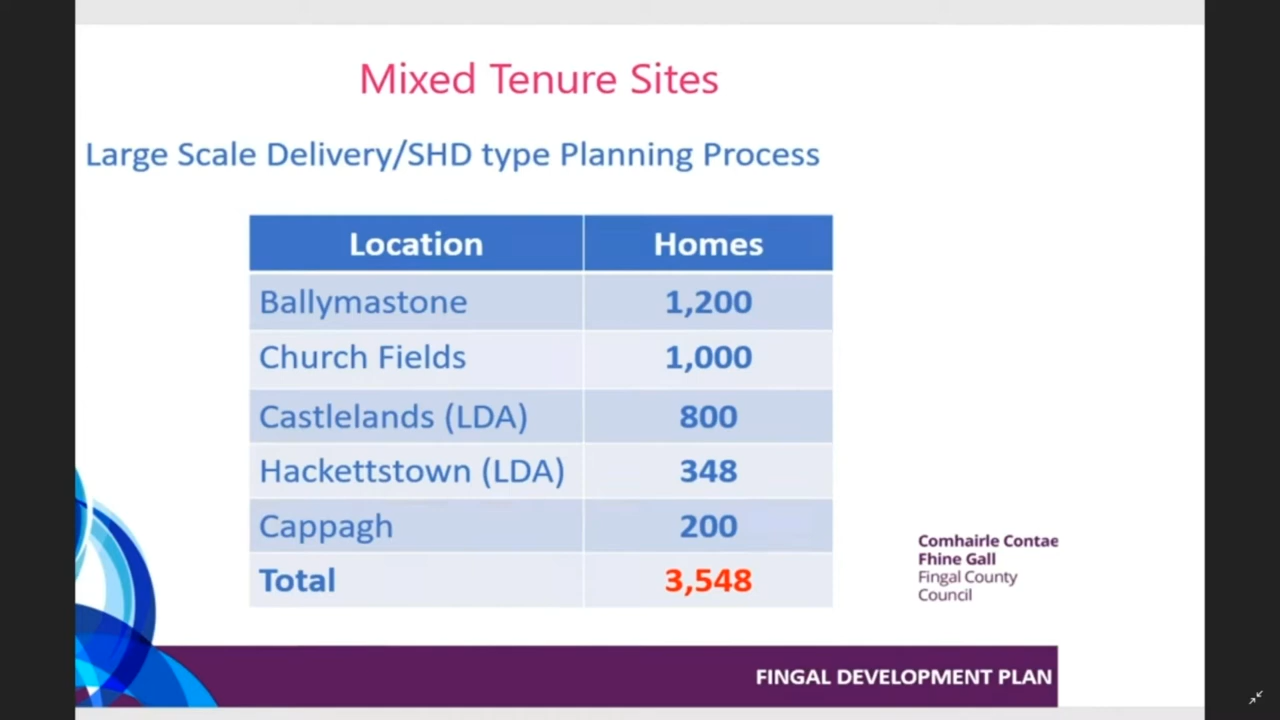 Mixed Tenure Sites
Large Scale Delivery/SHD type Planning Process
Location Homes
Ballymastone 1,200
Church Fields 1,000
Castlelands (LDA) 800
Hackettstown (LDA) 348
Cappagh 200
Total 3,548
Comhairle Contae
Fhine Gall
Fingal County
Council
FINGAL DEVELOPMENT PLAN